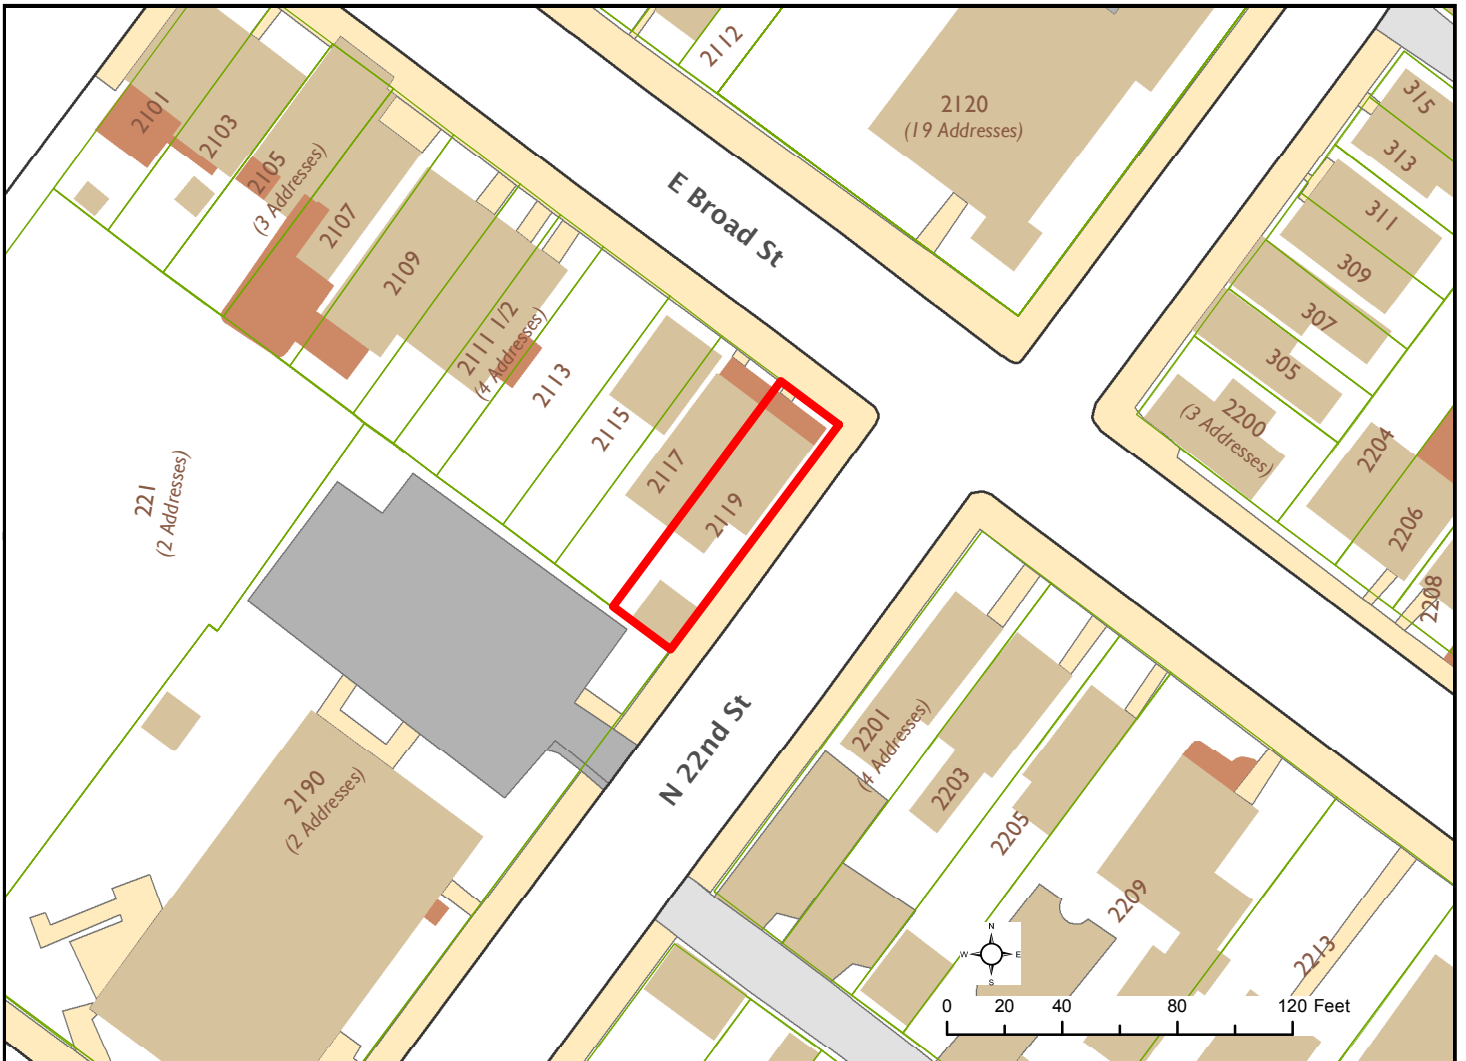 2112
2120
(19 Addresses)
315
313
311
309
307
305
2101
2103
2105
(3 Addresses)
2107
2109
2111 1/2
(4 Addresses)
2113
2115
2117
2119
E Broad St
2200
(3 Addresses)
2204
2206
2208
221
(2 Addresses)
N 22nd St
2190
(2 Addresses)
2201
(4 Addresses)
2203
2205
2209
2213
N
W E
S
0 20 40 80 120 Feet